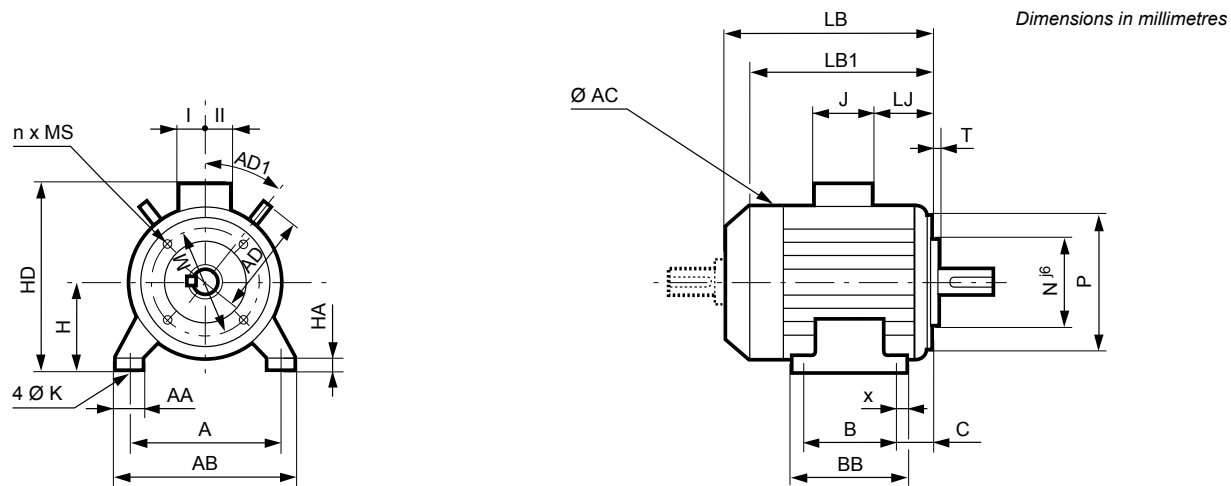 Dimensions in millimetres
LB
LB1
Ø AC
J
LJ
T
I
II
n x MS
AD1
HD
H
M
AD
HA
4 Ø K
AA
A
AB
N j6
P
x
B
C
BB